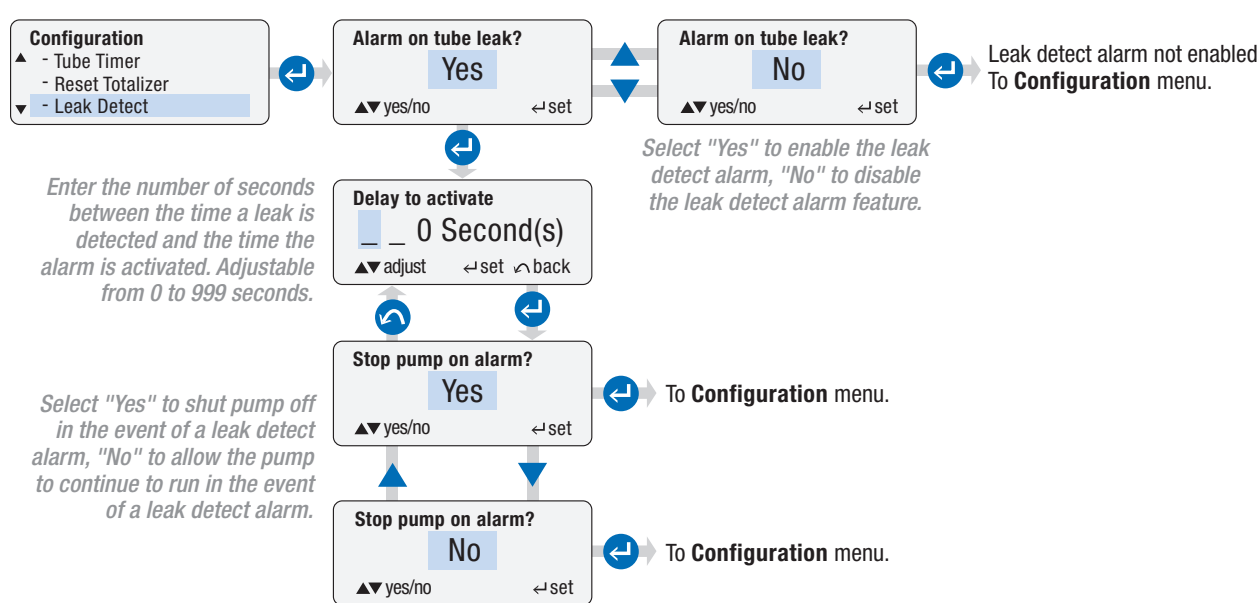 Configuration
▲ - Tube Timer
- Reset Totalizer
▼ - Leak Detect
Alarm on tube leak?
Yes
▲▼ yes/no ↵ set
Alarm on tube leak?
No
▲▼ yes/no ↵ set
Leak detect alarm not enabled
To Configuration menu.
Select "Yes" to enable the leak
detect alarm, "No" to disable
the leak detect alarm feature.
Enter the number of seconds
between the time a leak is
detected and the time the
alarm is activated. Adjustable
from 0 to 999 seconds.
Delay to activate
_ _ 0 Second(s)
▲▼ adjust ↵ set ↶ back
Stop pump on alarm?
Yes
▲▼ yes/no ↵ set
To Configuration menu.
Select "Yes" to shut pump off
in the event of a leak detect
alarm, "No" to allow the pump
to continue to run in the event
of a leak detect alarm.
Stop pump on alarm?
No
▲▼ yes/no ↵ set
To Configuration menu.